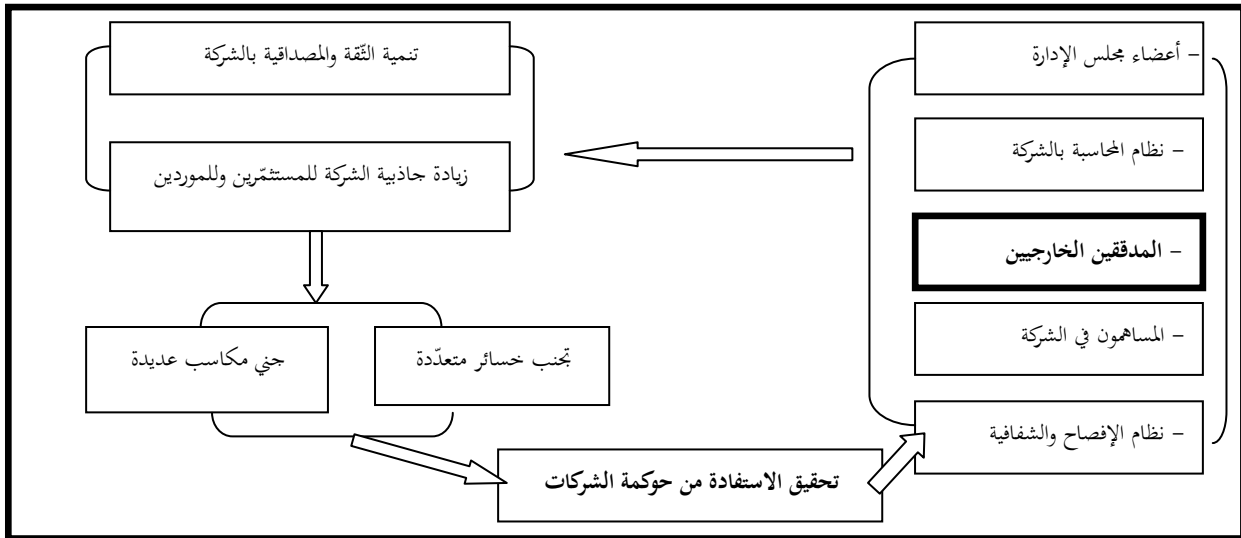 – أعضاء مجلس الإدارة
– نظام المحاسبة بالشركة
– المدققين الخارجيين
– المساهمون في الشركة
– نظام الإفصاح والشفافية
تنمية الثّقة والمصداقية بالشركة
زيادة جاذبية الشركة للمستثمّرين وللموردين
تجنب خسائر متعدّدة
جني مكاسب عديدة
تحقيق الاستفادة من حوكمة الشركات